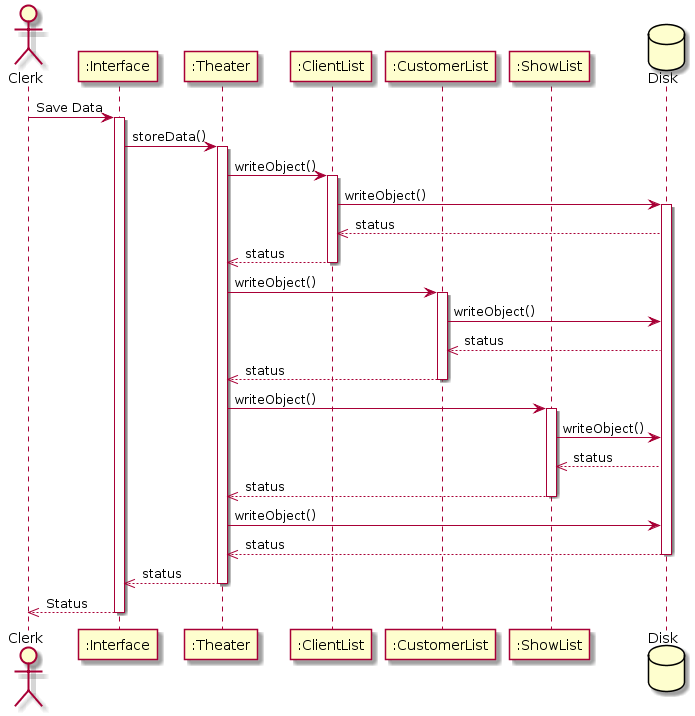 Clerk
:Interface
:Theater
:ClientList
:CustomerList
:ShowList
Disk
Save Data
storeData()
writeObject()
writeObject()
status
status
writeObject()
writeObject()
status
status
writeObject()
writeObject()
status
status
writeObject()
status
status
Status
Clerk
:Interface
:Theater
:ClientList
:CustomerList
:ShowList
Disk